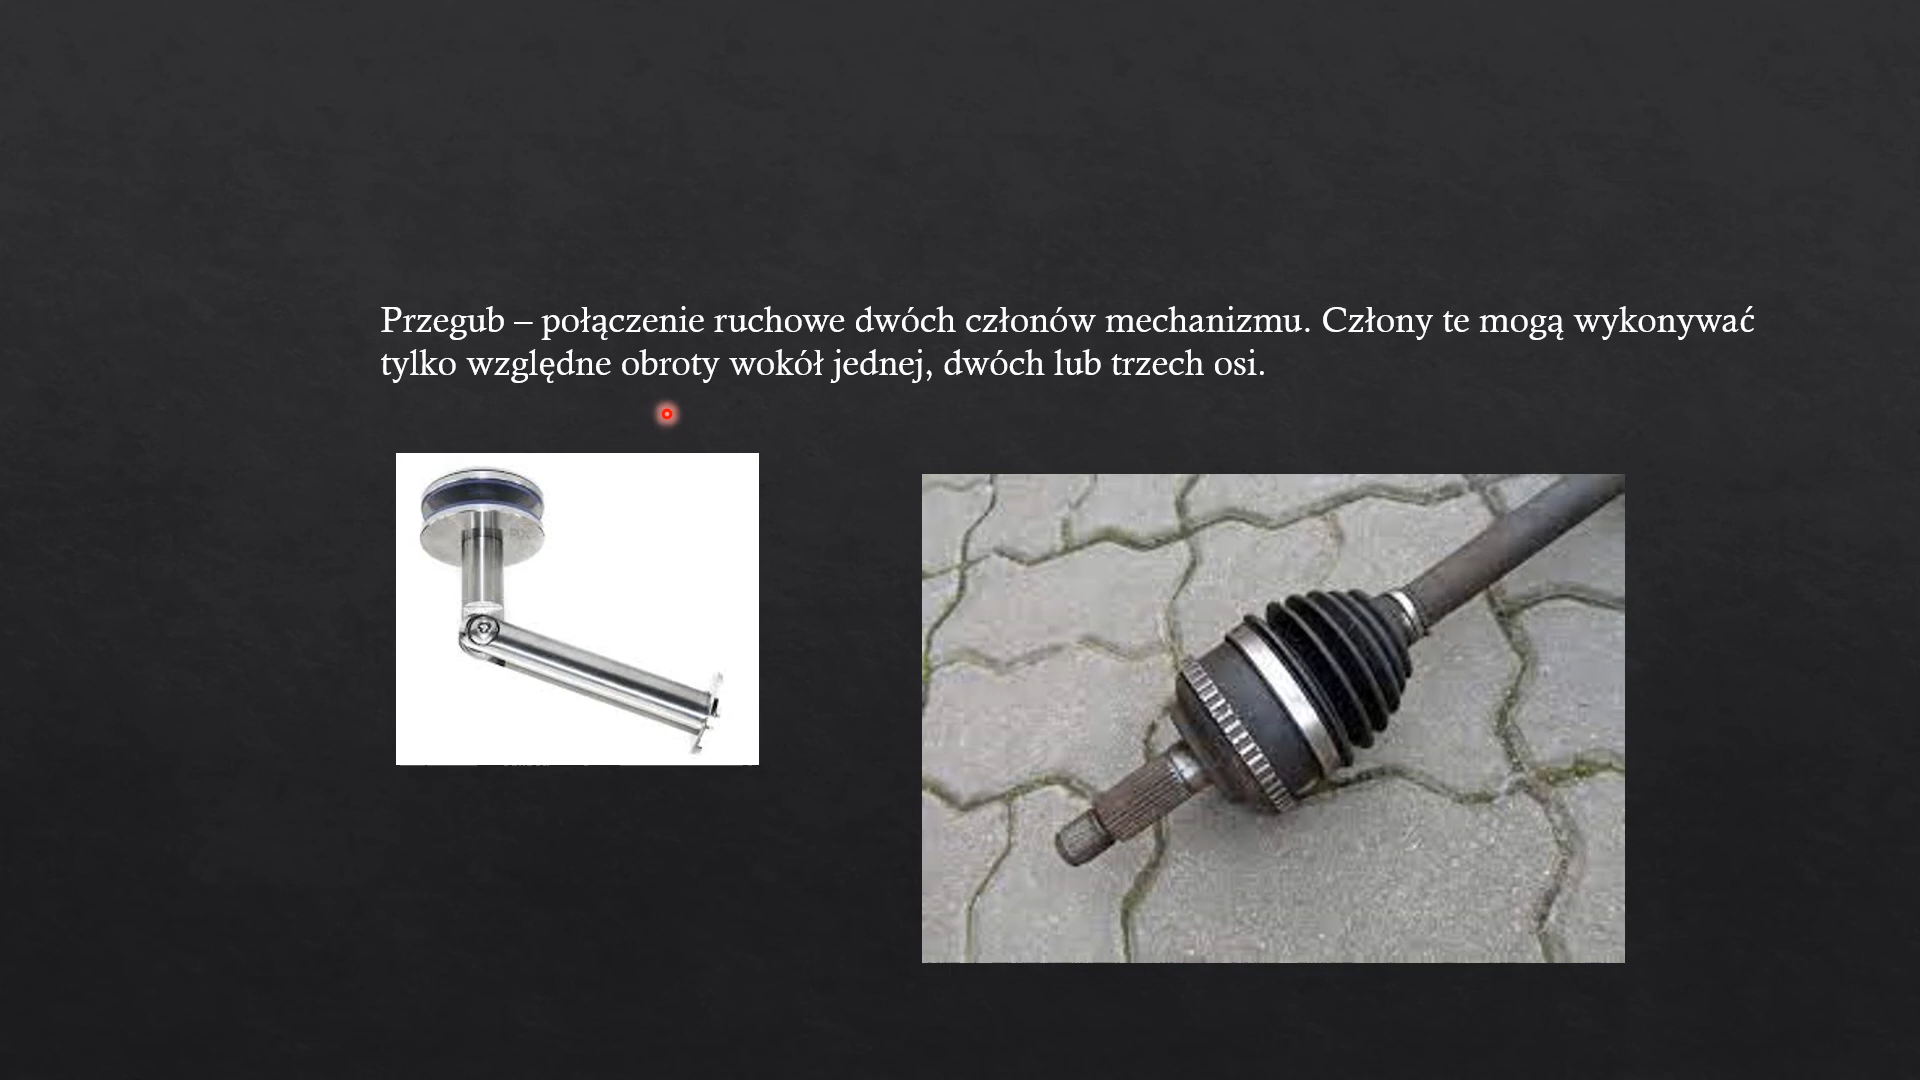 Przegub – połączenie ruchowe dwóch członów mechanizmu. Człony te mogą wykonywać
tylko względne obroty wokół jednej, dwóch lub trzech osi.